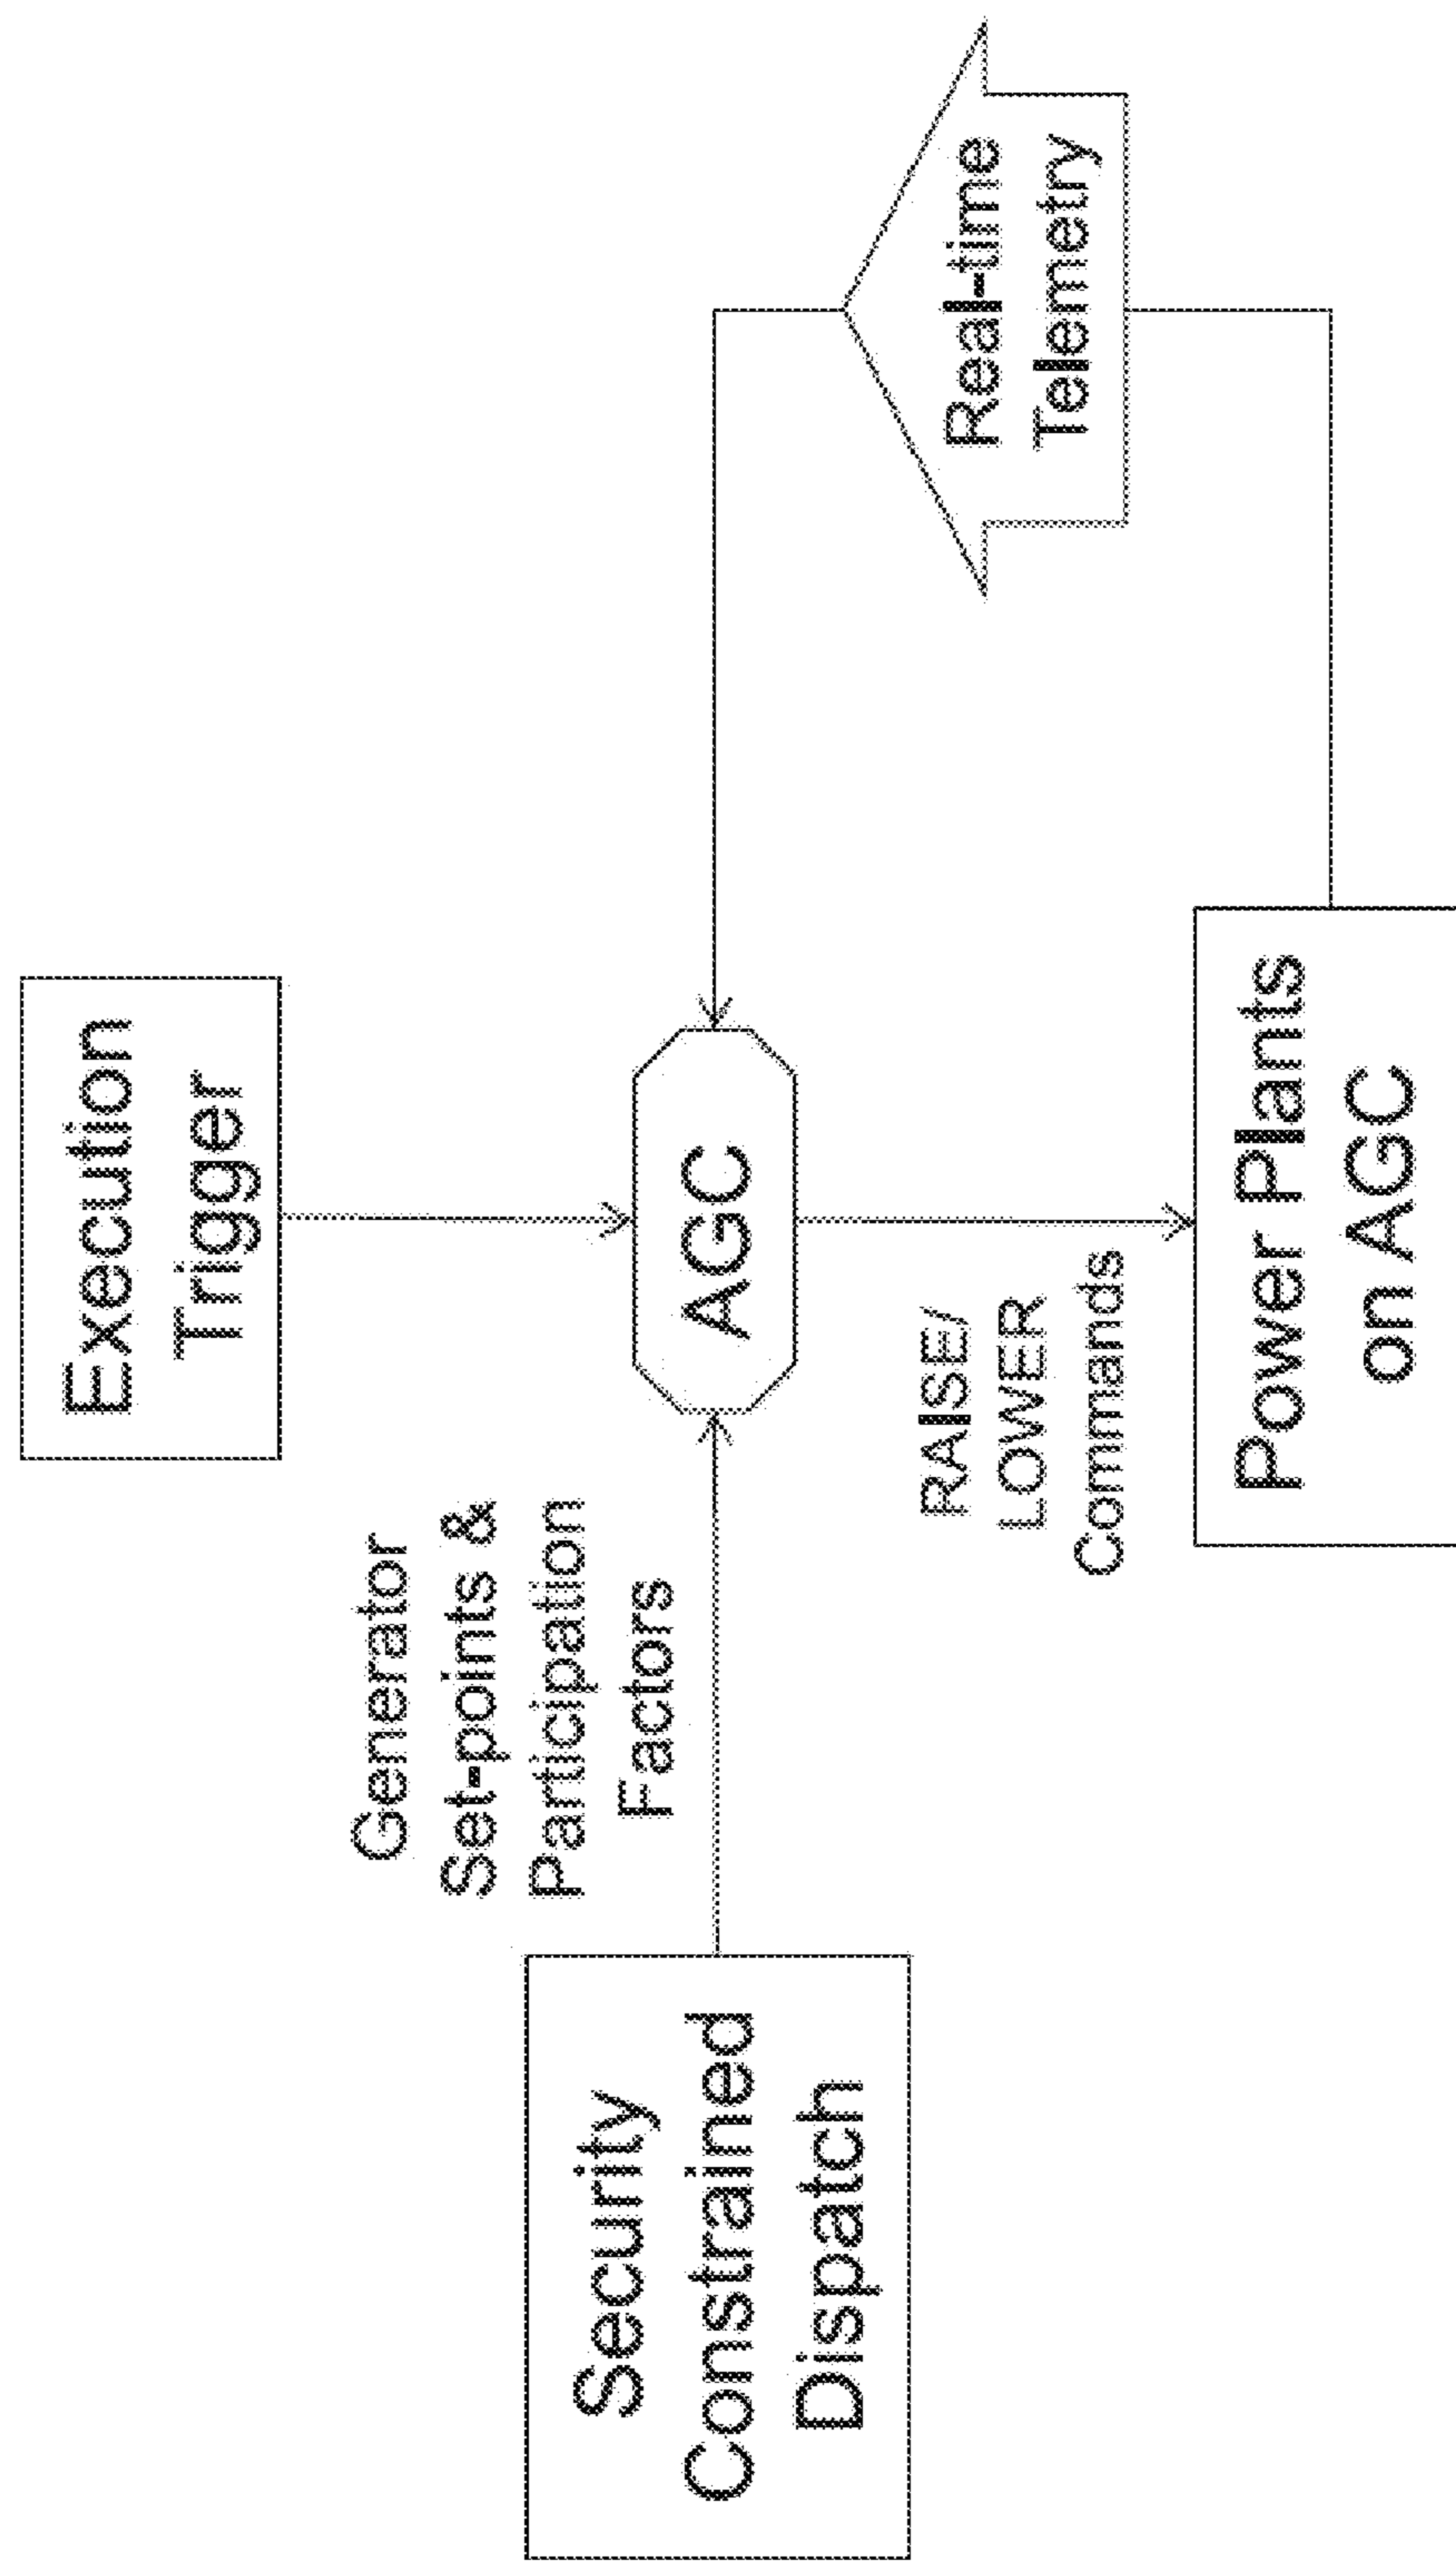 Execution
Trigger
Generator
Set-points &
Participation
Factors
Security
Constrained
Dispatch
AGC
Real-time
Telemetry
RAISE/
LOWER
Commands
Power Plants
on AGC